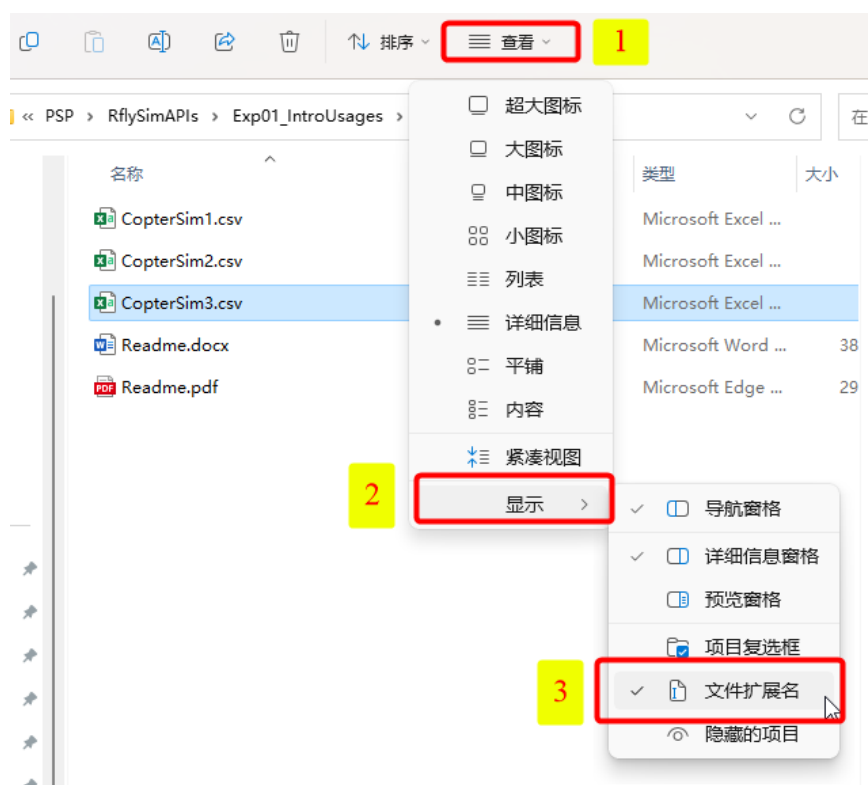 排序 查看 1
« PSP › RflySimAPIs › Exp01_IntroUsages › 在
名称 类型 大小
CopterSim1.csv Microsoft Excel ...
CopterSim2.csv Microsoft Excel ...
CopterSim3.csv Microsoft Excel ...
Readme.docx Microsoft Word ... 38
Readme.pdf Microsoft Edge ... 29
超大图标
大图标
中图标
小图标
列表
详细信息
平铺
内容
紧凑视图
2 显示
导航窗格
详细信息窗格
预览窗格
项目复选框
3 文件扩展名
隐藏的项目